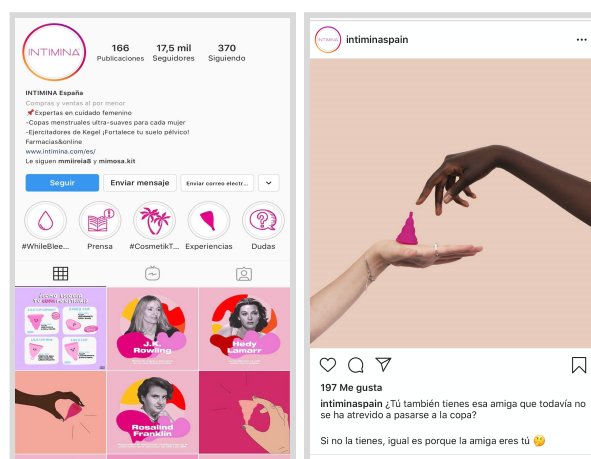 INTIMINA
166
17,5 mil
370
Publicaciones
Seguidores
Siguiendo
INTIMINA España
Compras y ventas al por menor
📌Expertas en cuidado femenino
-Copas menstruales ultra-suaves para cada mujer
-Ejercitadores de Kegel ¡Fortalece tu suelo pélvico!
Farmacias&online
www.intimina.com/es/
Le siguen mmiireia8 y mimosa.kit
Seguir
Enviar mensaje
Enviar correo electr...
#WhileBlee...
Prensa
#CosmetikT...
Experiencias
Dudas
J.K.
Rowling
Hedy
Lamarr
Rosalind
Franklin
INTIMINA
intiminaspain
197 Me gusta
intiminaspain ¿Tú también tienes esa amiga que todavía no
se ha atrevido a pasarse a la copa?
Si no la tienes, igual es porque la amiga eres tú 🤔